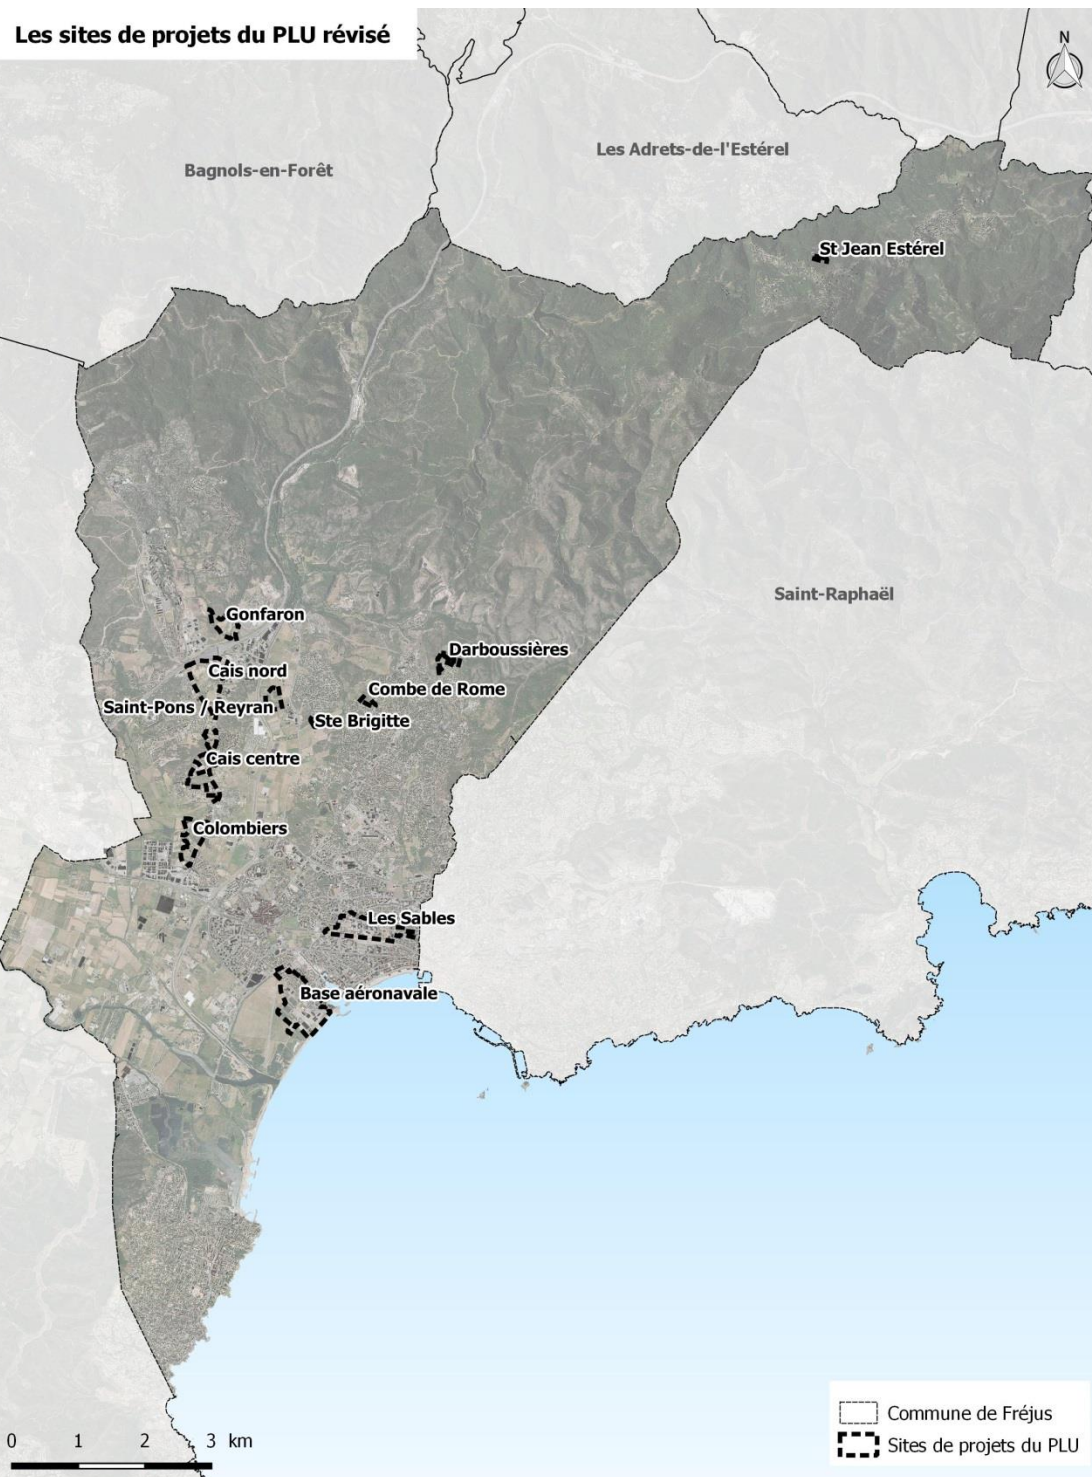 Les sites de projets du PLU révisé
N
Les Adrets-de-l'Estérel
Bagnols-en-Forêt
St Jean Estérel
Saint-Raphaël
Gonfaron
Darboussières
Cais nord
Combe de Rome
Saint-Pons / Reyran
Ste Brigitte
Cais centre
Colombiers
Les Sables
Base aéronavale
Commune de Fréjus
0 1 2 3 km
Sites de projets du PLU